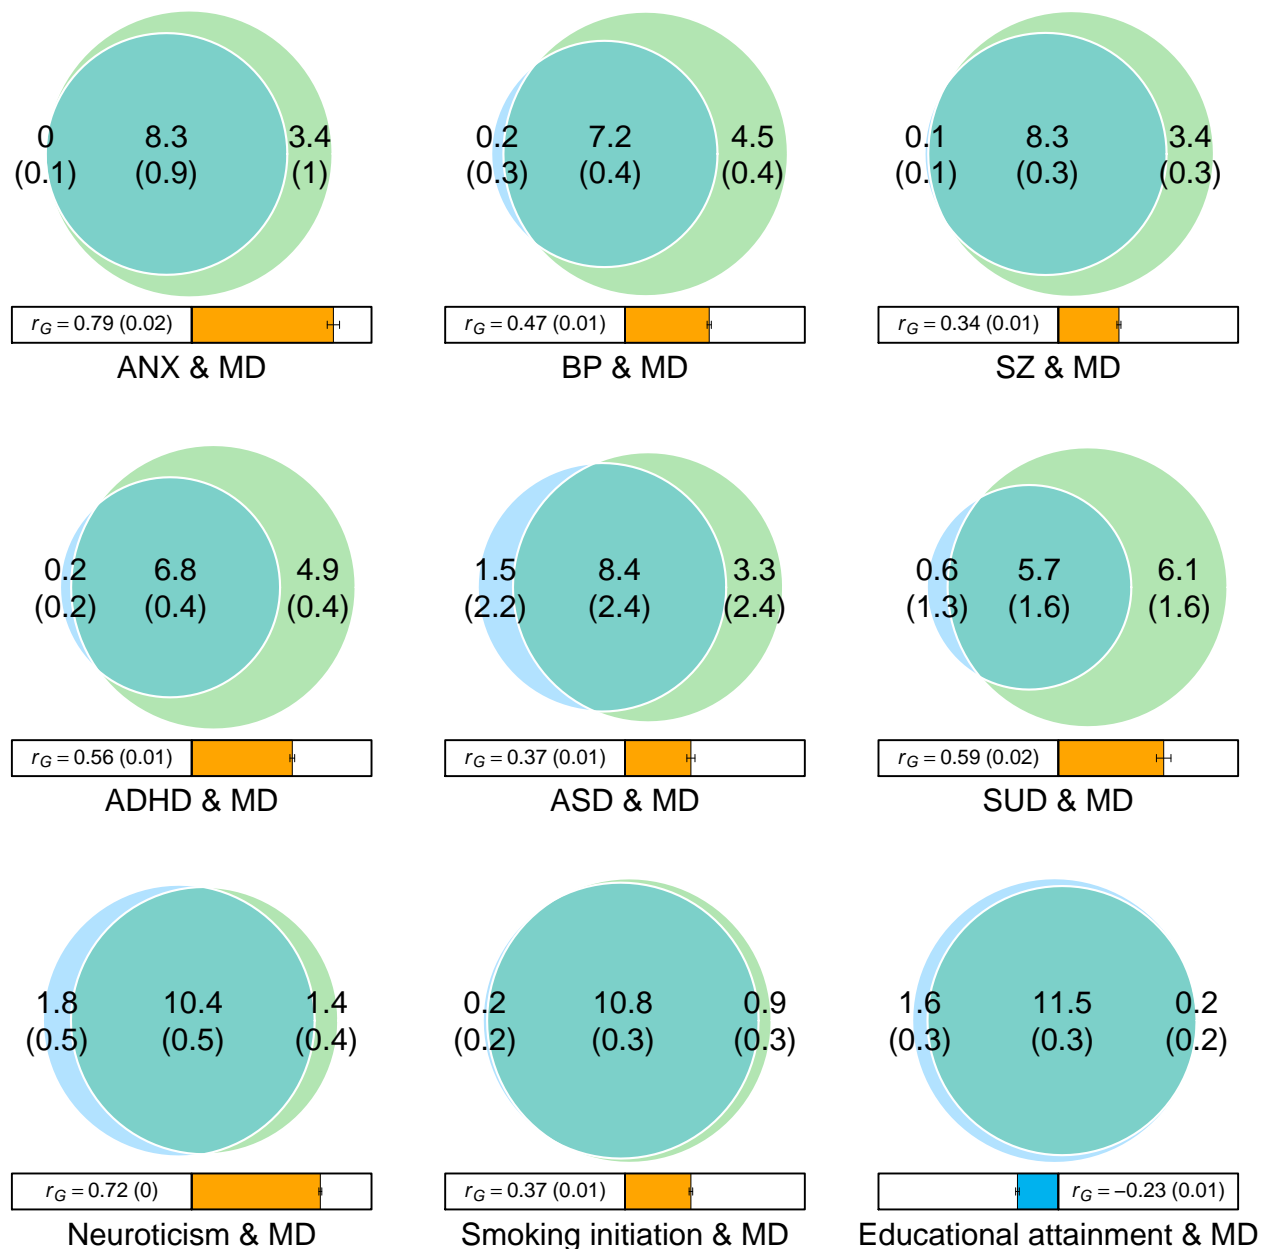 0 8.3 3.4
(0.1) (0.9) (1)
r_G = 0.79 (0.02)
ANX & MD
0.2 7.2 4.5
(0.3) (0.4) (0.4)
r_G = 0.47 (0.01)
BP & MD
0.1 8.3 3.4
(0.1) (0.3) (0.3)
r_G = 0.34 (0.01)
SZ & MD
0.2 6.8 4.9
(0.2) (0.4) (0.4)
r_G = 0.56 (0.01)
ADHD & MD
1.5 8.4 3.3
(2.2) (2.4) (2.4)
r_G = 0.37 (0.01)
ASD & MD
0.6 5.7 6.1
(1.3) (1.6) (1.6)
r_G = 0.59 (0.02)
SUD & MD
1.8 10.4 1.4
(0.5) (0.5) (0.4)
r_G = 0.72 (0)
Neuroticism & MD
0.2 10.8 0.9
(0.2) (0.3) (0.3)
r_G = 0.37 (0.01)
Smoking initiation & MD
1.6 11.5 0.2
(0.3) (0.3) (0.2)
r_G = −0.23 (0.01)
Educational attainment & MD